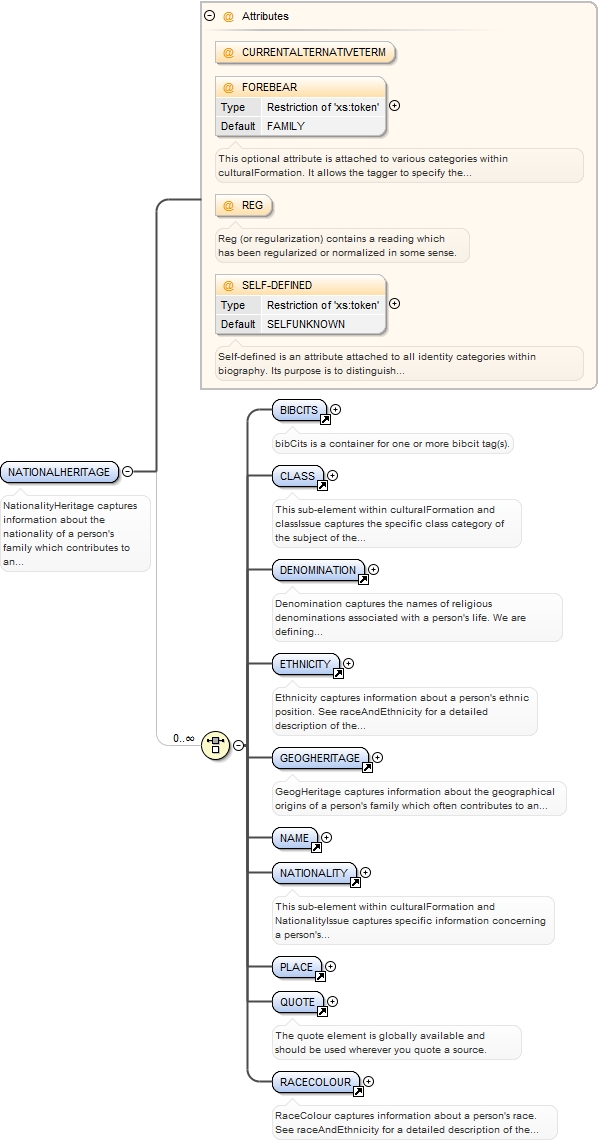 @ Attributes
@ CURRENTALTERNATIVETERM
@ FOREBEAR
Type Restriction of 'xs:token'
Default FAMILY
This optional attribute is attached to various categories within
culturalFormation. It allows the tagger to specify the...
@ REG
Reg (or regularization) contains a reading which
has been regularized or normalized in some sense.
@ SELF-DEFINED
Type Restriction of 'xs:token'
Default SELFUNKNOWN
Self-defined is an attribute attached to all identity categories within
biography. Its purpose is to distinguish...
NATIONALHERITAGE
NationalityHeritage captures
information about the
nationality of a person's
family which contributes to
an...
0..∞
BIBCITS
bibCits is a container for one or more bibcit tag(s).
CLASS
This sub-element within culturalFormation and
classIssue captures the specific class category of
the subject of the...
DENOMINATION
Denomination captures the names of religious
denominations associated with a person's life. We are
defining...
ETHNICITY
Ethnicity captures information about a person's ethnic
position. See raceAndEthnicity for a detailed
description of the...
GEOGHERITAGE
GeogHeritage captures information about the geographical
origins of a person's family which often contributes to an...
NAME
NATIONALITY
This sub-element within culturalFormation and
NationalityIssue captures specific information concerning
a person's...
PLACE
QUOTE
The quote element is globally available and
should be used wherever you quote a source.
RACECOLOUR
RaceColour captures information about a person's race.
See raceAndEthnicity for a detailed description of the...